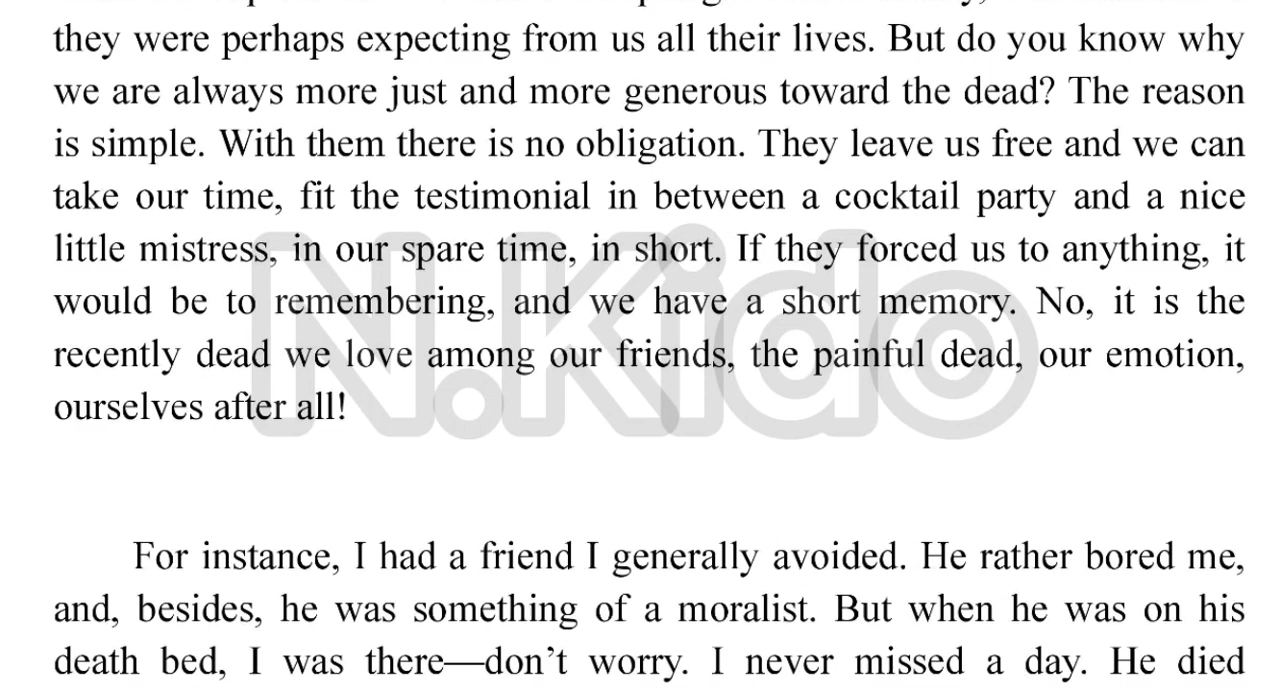 they were perhaps expecting from us all their lives. But do you know why
we are always more just and more generous toward the dead? The reason
is simple. With them there is no obligation. They leave us free and we can
take our time, fit the testimonial in between a cocktail party and a nice
little mistress, in our spare time, in short. If they forced us to anything, it
would be to remembering, and we have a short memory. No, it is the
recently dead we love among our friends, the painful dead, our emotion,
ourselves after all!
N.Kido
For instance, I had a friend I generally avoided. He rather bored me,
and, besides, he was something of a moralist. But when he was on his
death bed, I was there—don’t worry. I never missed a day. He died